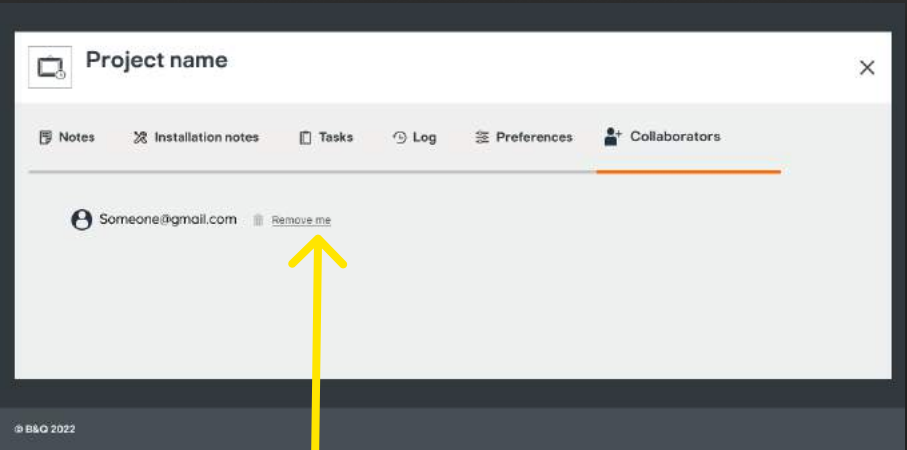 Project name
Notes Installation notes Tasks Log Preferences Collaborators
Someone@gmail.com Remove me
© B&Q 2022